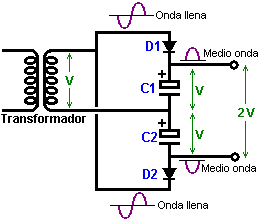 Onda llena
D1
Medio onda
+
V
C1
V
Transformador
2V
+
C2
V
D2
Medio onda
Onda llena